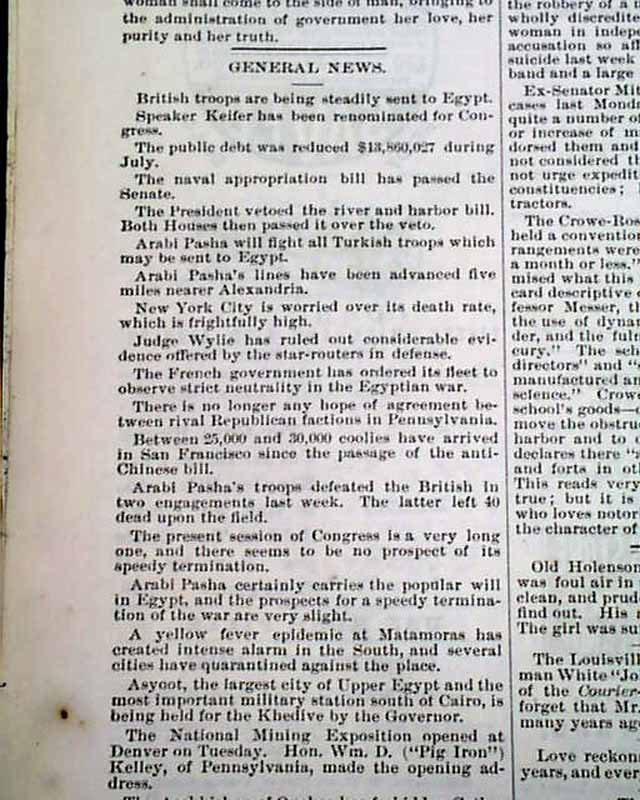 woman shall come to the side of man, bringing to
the administration of government her love, her
purity and her truth.
GENERAL NEWS.
British troops are being steadily sent to Egypt.
Speaker Keifer has been renominated for Con-
gress.
The public debt was reduced $13,860,027 during
July.
The naval appropriation bill has passed the
Senate.
The President vetoed the river and harbor bill.
Both Houses then passed it over the veto.
Arabi Pasha will fight all Turkish troops which
may be sent to Egypt.
Arabi Pasha's lines have been advanced five
miles nearer Alexandria.
New York City is worried over its death rate,
which is frightfully high.
Judge Wylie has ruled out considerable evi-
dence offered by the star-routers in defense.
The French government has ordered its fleet to
observe strict neutrality in the Egyptian war.
There is no longer any hope of agreement be-
tween rival Republican factions in Pennsylvania.
Between 25,000 and 30,000 coolies have arrived
in San Francisco since the passage of the anti-
Chinese bill.
Arabi Pasha's troops defeated the British in
two engagements last week. The latter left 40
dead upon the field.
The present session of Congress is a very long
one, and there seems to be no prospect of its
speedy termination.
Arabi Pasha certainly carries the popular will
in Egypt, and the prospects for a speedy termina-
tion of the war are very slight.
A yellow fever epidemic at Matamoras has
created intense alarm in the South, and several
cities have quarantined against the place.
Asyoot, the largest city of Upper Egypt and the
most important military station south of Cairo, is
being held for the Khedive by the Governor.
The National Mining Exposition opened at
Denver on Tuesday. Hon. Wm. D. ("Pig Iron")
Kelley, of Pennsylvania, made the opening ad-
dress.
the robbery of a
wholly discredite
woman in indepe
accusation so aff
suicide last week
band and a large
Ex-Senator Mit
cases last Mond
quite a number of
or increase of m
dorsed them and
not considered th
not urge expedit
constituencies;
tractors.
The Crowe-Ros
held a convention
rangements were
a month or less."
mised what this
card descriptive o
fessor Messer, th
the use of dynam
der, and the "fulm
cury." The sch
directors" and "
manufactured an
science." Crowe
school's goods—
move the obstruc
harbor and to
declares there "a
and forts in oth
This reads very
true; but it is
who loves notor
the character of
Old Holenson
was foul air in
clean, and prude
find out. His
The girl was su
The Louisvill
man White "Jo
of the Courier-
forget that Mr.
many years ago
Love reckon
years, and ever